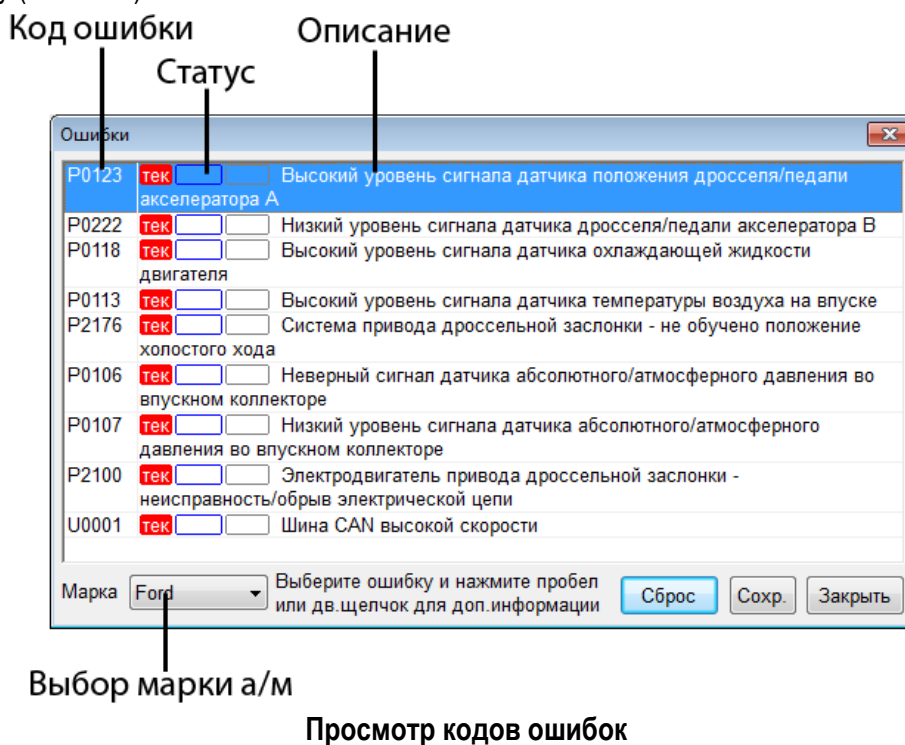 Код ошибки
Описание
Статус
Ошибки
P0123 тек Высокий уровень сигнала датчика положения дросселя/педали
акселератора А
P0222 тек Низкий уровень сигнала датчика дросселя/педали акселератора В
P0118 тек Высокий уровень сигнала датчика охлаждающей жидкости
двигателя
P0113 тек Высокий уровень сигнала датчика температуры воздуха на впуске
P2176 тек Система привода дроссельной заслонки - не обучено положение
холостого хода
P0106 тек Неверный сигнал датчика абсолютного/атмосферного давления во
впускном коллекторе
P0107 тек Низкий уровень сигнала датчика абсолютного/атмосферного
давления во впускном коллекторе
P2100 тек Электродвигатель привода дроссельной заслонки -
неисправность/обрыв электрической цепи
U0001 тек Шина CAN высокой скорости
Марка Ford Выберите ошибку и нажмите пробел
или дв.щелчок для доп.информации Сброс Сохр. Закрыть
Выбор марки а/м
Просмотр кодов ошибок